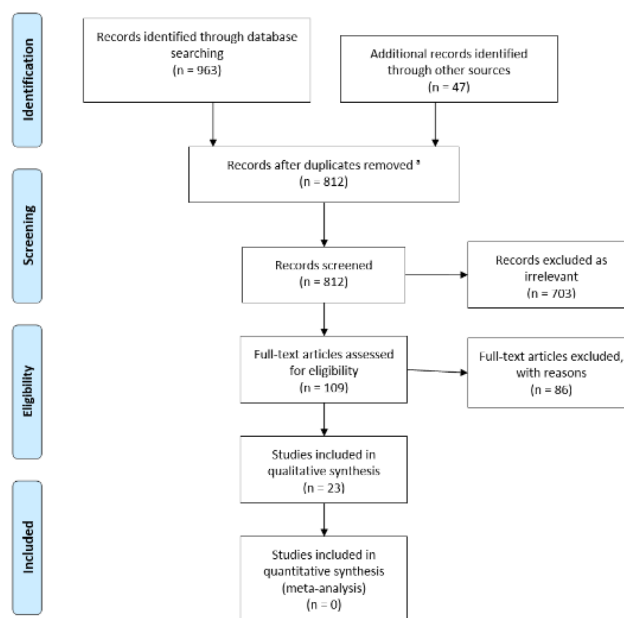 Identification
Records identified through database
searching
(n = 963)
Additional records identified
through other sources
(n = 47)
Records after duplicates removed ª
(n = 812)
Screening
Records screened
(n = 812)
Records excluded as
irrelevant
(n = 703)
Eligibility
Full-text articles assessed
for eligibility
(n = 109)
Full-text articles excluded,
with reasons
(n = 86)
Studies included in
qualitative synthesis
(n = 23)
Included
Studies included in
quantitative synthesis
(meta-analysis)
(n = 0)